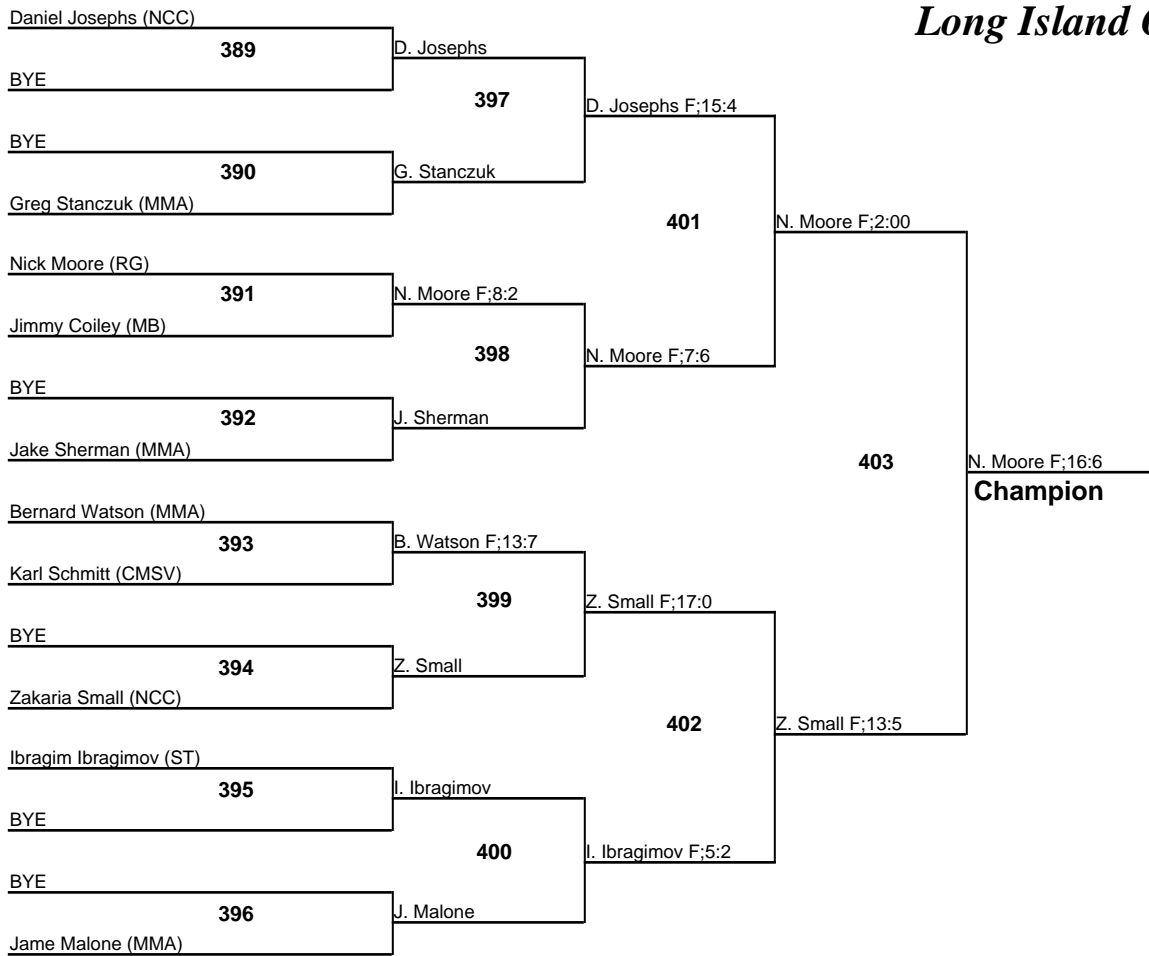 Long Island
Daniel Josephs (NCC)
389
BYE
D. Josephs
397
BYE
390
Greg Stanczuk (MMA)
G. Stanczuk
D. Josephs F;15:4
401
Nick Moore (RG)
391
Jimmy Coiley (MB)
N. Moore F;8:2
398
BYE
392
Jake Sherman (MMA)
J. Sherman
N. Moore F;7:6
N. Moore F;2:00
403
Bernard Watson (MMA)
393
Karl Schmitt (CMSV)
B. Watson F;13:7
399
BYE
394
Zakaria Small (NCC)
Z. Small
Z. Small F;17:0
402
Ibragim Ibragimov (ST)
395
BYE
I. Ibragimov
400
BYE
396
Jame Malone (MMA)
J. Malone
I. Ibragimov F;5:2
Z. Small F;13:5
N. Moore F;16:6
Champion